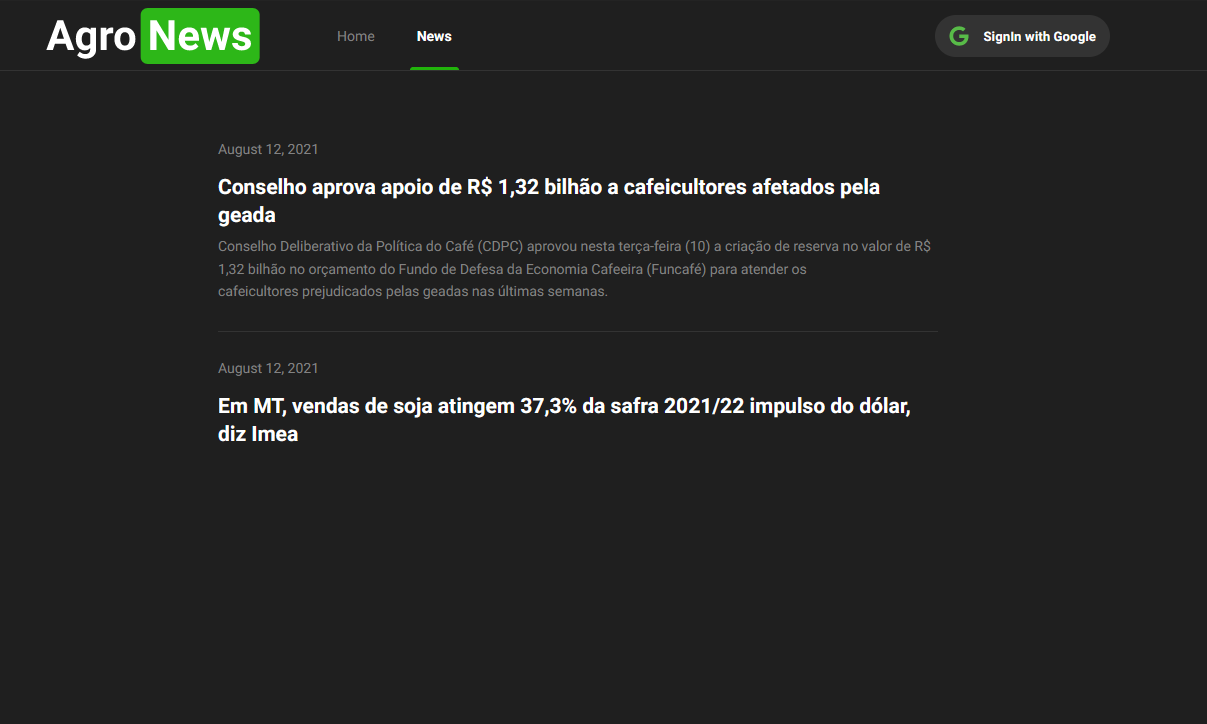 Agro News
Home
News
SignIn with Google
August 12, 2021
Conselho aprova apoio de R$ 1,32 bilhão a cafeicultores afetados pela
geada
Conselho Deliberativo da Política do Café (CDPC) aprovou nesta terça-feira (10) a criação de reserva no valor de R$
1,32 bilhão no orçamento do Fundo de Defesa da Economia Cafeeira (Funcafé) para atender os
cafeicultores prejudicados pelas geadas nas últimas semanas.
August 12, 2021
Em MT, vendas de soja atingem 37,3% da safra 2021/22 impulso do dólar,
diz Imea